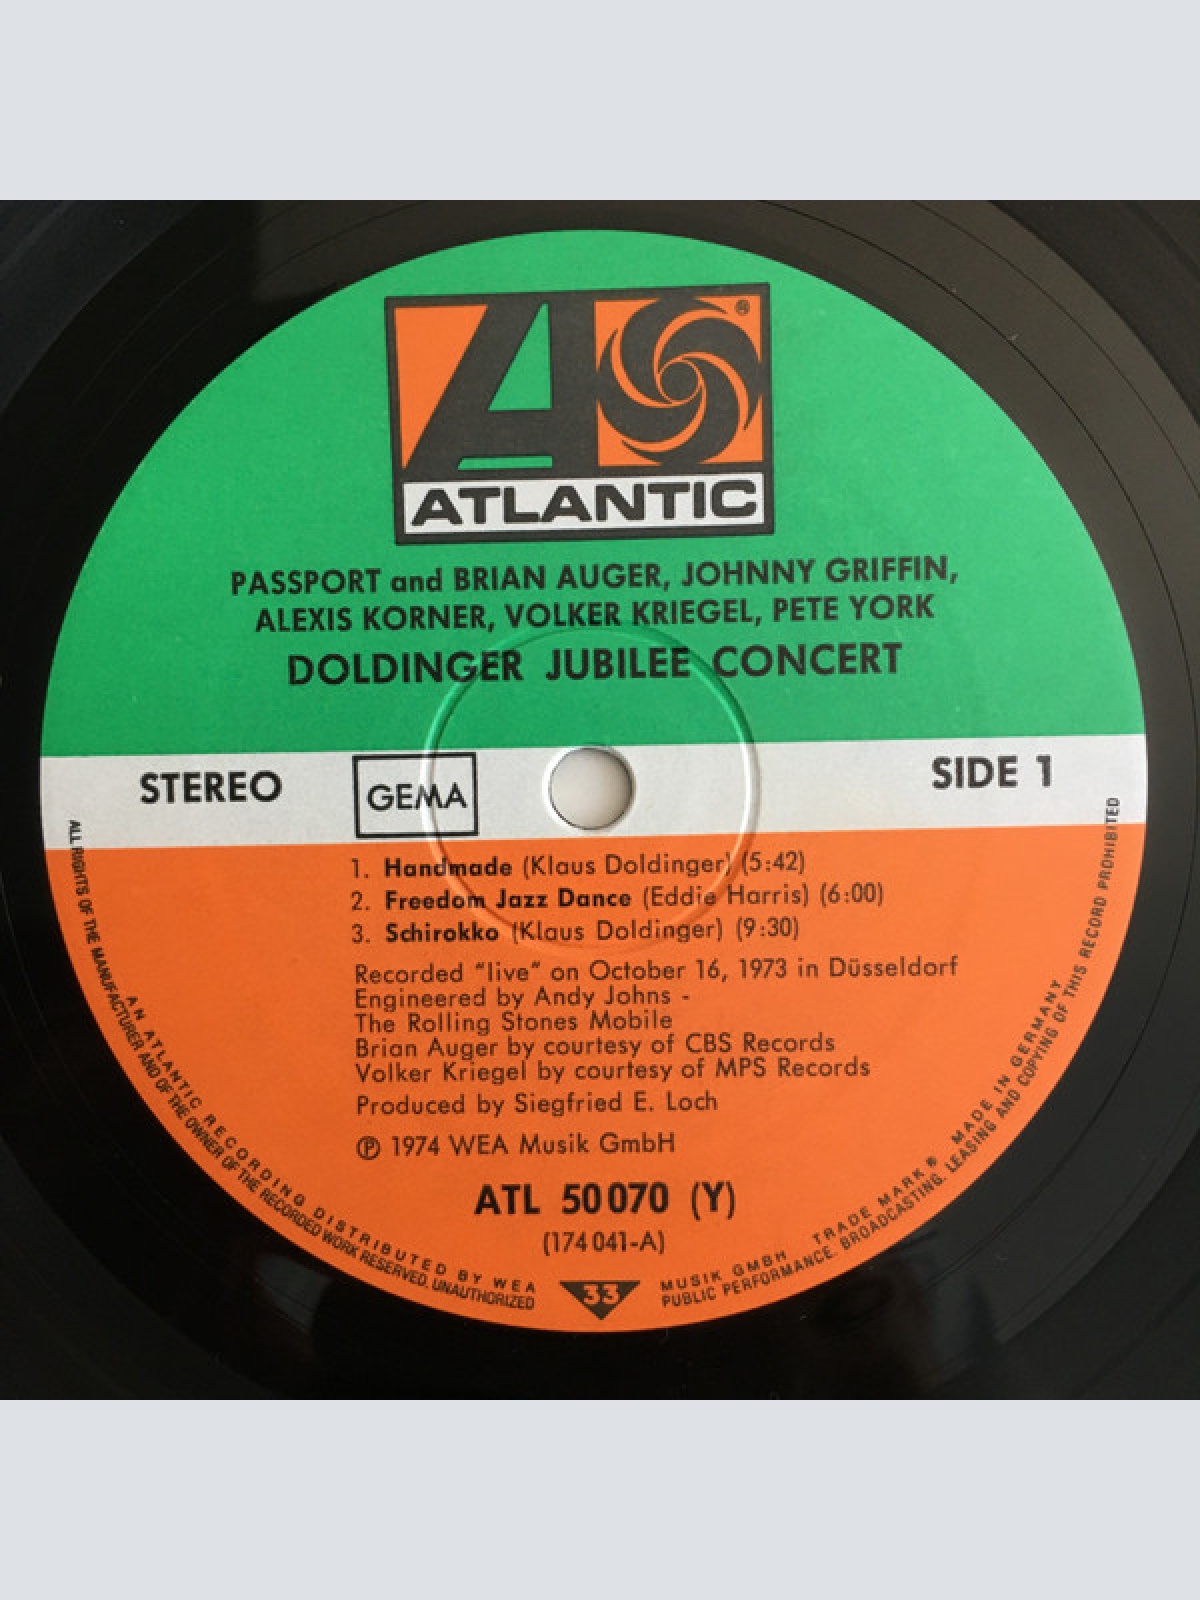 ATLANTIC
®
PASSPORT and BRIAN AUGER, JOHNNY GRIFFIN,
ALEXIS KORNER, VOLKER KRIEGEL, PETE YORK
DOLDINGER JUBILEE CONCERT
STEREO
GEMA
SIDE 1
1. Handmade (Klaus Doldinger) (5:42)
2. Freedom Jazz Dance (Eddie Harris) (6:00)
3. Schirokko (Klaus Doldinger) (9:30)
Recorded "live" on October 16, 1973 in Düsseldorf
Engineered by Andy Johns -
The Rolling Stones Mobile
Brian Auger by courtesy of CBS Records
Volker Kriegel by courtesy of MPS Records
Produced by Siegfried E. Loch
℗ 1974 WEA Musik GmbH
ATL 50070 (Y)
(174041-A)
33
AN ATLANTIC RECORDING DISTRIBUTED BY WEA MUSIK GMBH TRADE MARK ® MADE IN GERMANY
ALL RIGHTS OF THE MANUFACTURER AND OF THE OWNER OF THE RECORDED WORK RESERVED. UNAUTHORIZED PUBLIC PERFORMANCE. BROADCASTING. LEASING AND COPYING OF THIS RECORD PROHIBITED